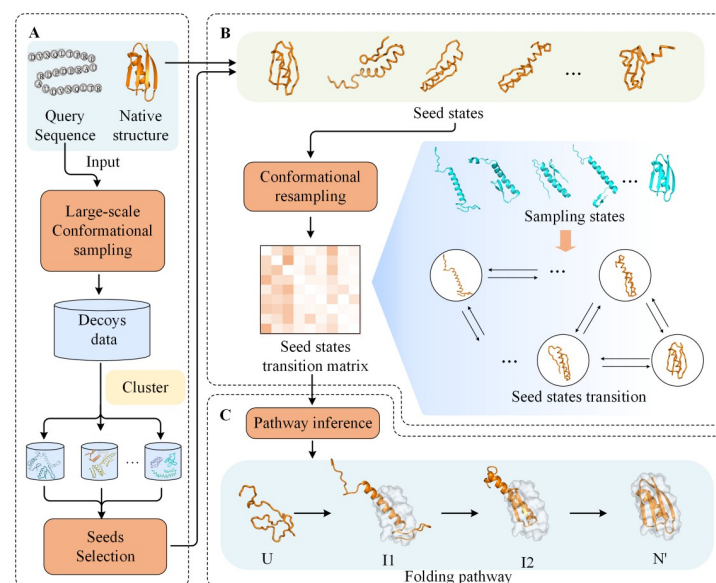 A
Query
Sequence
Native
structure
Input
Large-scale
Conformational
sampling
Decoys
data
Cluster
...
Seeds
Selection
B
...
Seed states
Conformational
resampling
Seed states
transition matrix
...
Sampling states
...
...
Seed states transition
C
Pathway inference
U
I1
I2
N'
Folding pathway